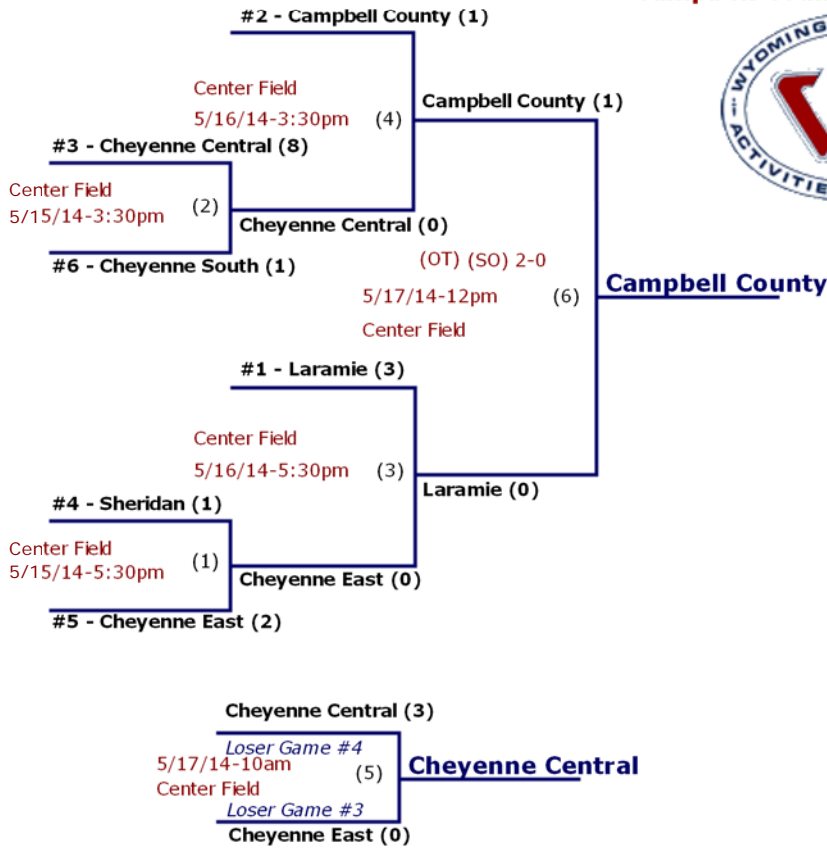 #2 - Campbell County (1)
WYOMING
ACTIVITIE
Center Field
5/16/14-3:30pm (4)
Campbell County (1)
#3 - Cheyenne Central (8)
Center Field
5/15/14-3:30pm (2)
Cheyenne Central (0)
#6 - Cheyenne South (1)
(OT) (SO) 2-0
5/17/14-12pm (6)
Center Field
Campbell County
#1 - Laramie (3)
Center Field
5/16/14-5:30pm (3)
Laramie (0)
#4 - Sheridan (1)
Center Field
5/15/14-5:30pm (1)
Cheyenne East (0)
#5 - Cheyenne East (2)
Cheyenne Central (3)
Loser Game #4
5/17/14-10am (5)
Center Field
Cheyenne Central
Loser Game #3
Cheyenne East (0)